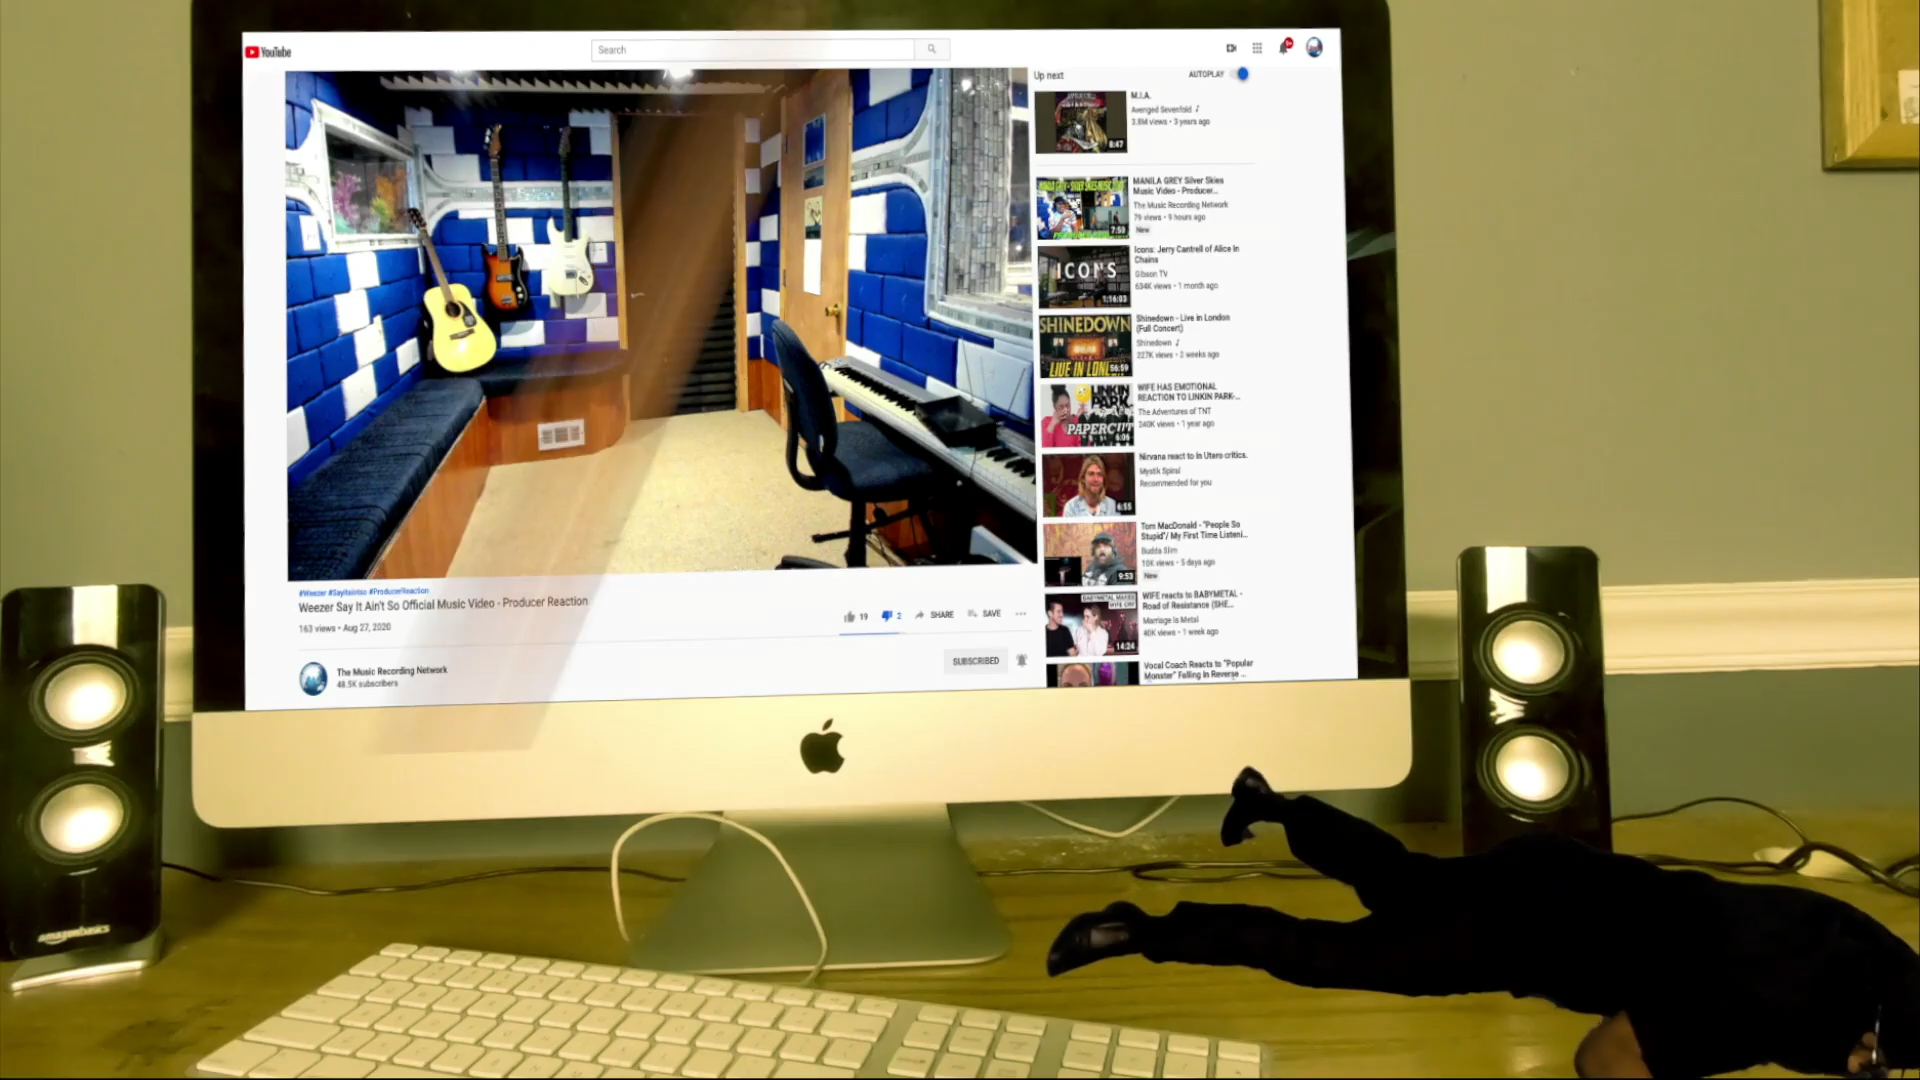 YouTube
Search
9+
Up next
AUTOPLAY
M.I.A.
Avenged Sevenfold ♪
3.8M views • 3 years ago
8:47
MANILA GREY Silver Skies
Music Video - Producer...
The Music Recording Network
79 views • 9 hours ago
New
7:59
ICONS
1:16:03
Icons: Jerry Cantrell of Alice In
Chains
Gibson TV
634K views • 1 month ago
SHINEDOWN
LIVE IN LON
56:59
Shinedown - Live in London
(Full Concert)
Shinedown ♪
227K views • 2 weeks ago
LINKIN
PARK
PAPERCUT
6:06
WIFE HAS EMOTIONAL
REACTION TO LINKIN PARK-...
The Adventures of TNT
240K views • 1 year ago
6:55
Nirvana react to In Utero critics.
Mystik Spiral
Recommended for you
9:53
Tom MacDonald - "People So
Stupid"/ My First Time Listeni...
Budda Slim
10K views • 5 days ago
New
BABYMETAL MAKES
WIFE CRY
14:24
WIFE reacts to BABYMETAL -
Road of Resistance (SHE...
Marriage Is Metal
40K views • 1 week ago
Vocal Coach Reacts to "Popular
Monster" Falling In Reverse ...
#Weezer #SayItAintso #ProducerReaction
Weezer Say It Ain't So Official Music Video - Producer Reaction
163 views • Aug 27, 2020
19
2
SHARE
SAVE
The Music Recording Network
48.5K subscribers
SUBSCRIBED
amazonbasics